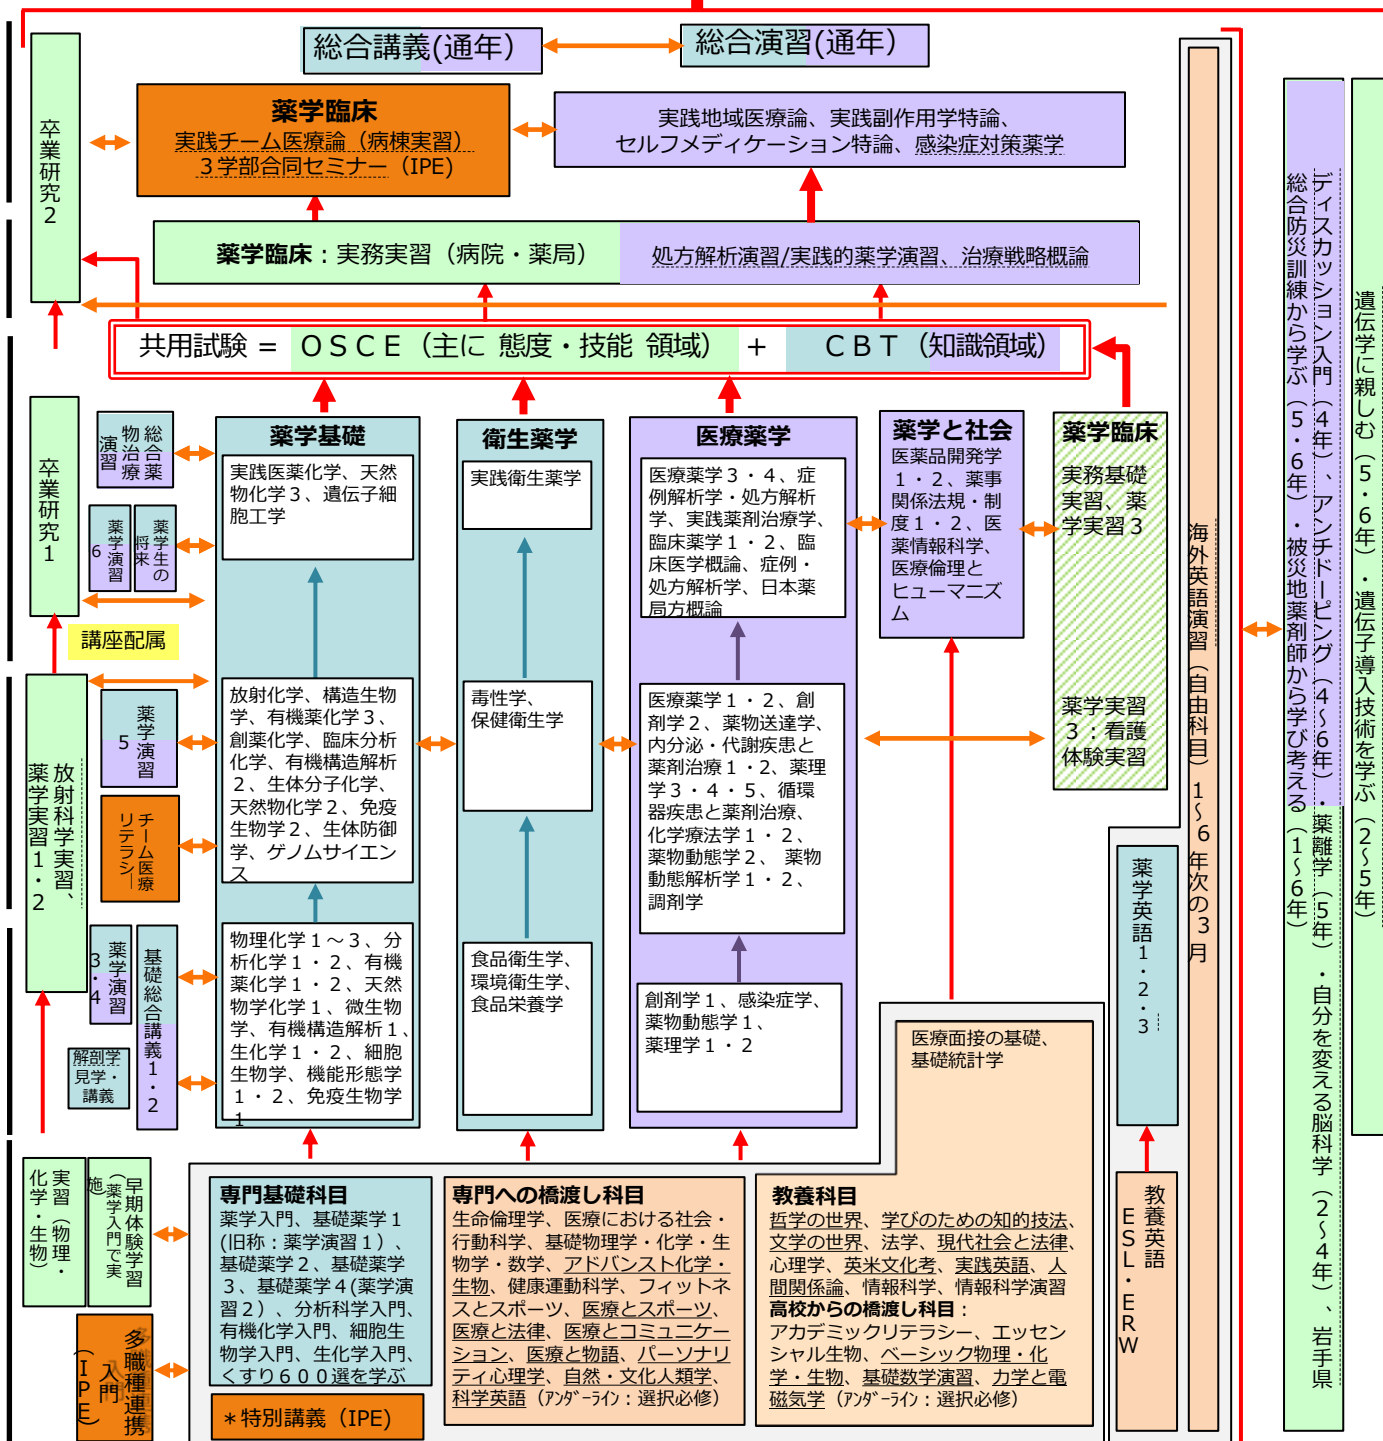 総合講義(通年）
総合演習(通年）
卒業研究２
薬学臨床
実践チーム医療論（病棟実習）
３学部合同セミナー（IPE)
実践地域医療論、実践副作用学特論、
セルフメディケーション特論、感染症対策薬学
薬学臨床：実務実習（病院・薬局）
処方解析演習/実践的薬学演習、治療戦略概論
共用試験 = ＯＳＣＥ（主に 態度・技能 領域） + ＣＢＴ（知識領域）
卒業研究１
総合薬
物治療
演習
薬学演習
６
薬学生の
将来
講座配属
薬学基礎
実践医薬化学、天然
物化学３、遺伝子細
胞工学
放射化学、構造生物
学、有機薬化学３、
創薬化学、臨床分析
化学、有機構造解析
２、生体分子化学、
天然物化学２、免疫
生物学２、生体防御
学、ゲノムサイエン
ス
物理化学１～３、分
析化学１・２、有機
薬化学１・２、天然
物学化学１、微生物
学、有機構造解析１、
生化学１・２、細胞
生物学、機能形態学
１・２、免疫生物学
１
衛生薬学
実践衛生薬学
毒性学、
保健衛生学
食品衛生学、
環境衛生学、
食品栄養学
医療薬学
医療薬学３・４、症
例解析学・処方解析
学、実践薬剤治療学、
臨床薬学１・２、臨
床医学概論、症例・
処方解析学、日本薬
局方概論
医療薬学１・２、創
剤学２、薬物送達学、
内分泌・代謝疾患と
薬剤治療１・２、薬理
学３・４・５、循環
器疾患と薬剤治療、
化学療法学１・２、
薬物動態学２、 薬物
動態解析学１・２、
調剤学
創剤学１、感染症学、
薬物動態学１、
薬理学１・２
薬学と社会
医薬品開発学
１・２、薬事
関係法規・制
度１・２、医
薬情報科学、
医療倫理と
ヒューマニズ
ム
薬学臨床
実務基礎
実習、薬
学実習３
薬学実習
３：看護
体験実習
放射科学実習、
薬学実習１・２
薬学演習
５
チーム医療
リテラシー
薬学演習
３・４
基礎総合講義１・２
解剖学
見学・
講義
実習（物理・
化学・生物）
早期体験学習
（薬学入門で実
施）
多職種連携
入門
（ＩＰＥ）
専門基礎科目
薬学入門、基礎薬学１
(旧称：薬学演習１）、
基礎薬学２、基礎薬学
３、基礎薬学４(薬学演
習２）、分析科学入門、
有機化学入門、細胞生
物学入門、生化学入門、
くすり６００選を学ぶ
＊特別講義（IPE)
専門への橋渡し科目
生命倫理学、医療における社会・
行動科学、基礎物理学・化学・生
物学・数学、アドバンスト化学・
生物、健康運動科学、フィットネ
スとスポーツ、医療とスポーツ、
医療と法律、医療とコミュニケー
ション、医療と物語、パーソナリ
ティ心理学、自然・文化人類学、
科学英語（ｱﾝﾀﾞｰﾗｲﾝ：選択必修）
医療面接の基礎、
基礎統計学
教養科目
哲学の世界、学びのための知的技法、
文学の世界、法学、現代社会と法律、
心理学、英米文化考、実践英語、人
間関係論、情報科学、情報科学演習
高校からの橋渡し科目：
アカデミックリテラシー、エッセン
シャル生物、ベーシック物理・化
学・生物、基礎数学演習、力学と電
磁気学（ｱﾝﾀﾞｰﾗｲﾝ：選択必修）
薬学英語１・２・３
教養英語
ＥＳＬ・ＥＲＷ
海外英語演習（自由科目）１～６年次の３月
ディスカッション入門（４年）、アンチドーピング（４～６年）・薬離学（５年）・自分を変える脳科学（２～４年）、岩手県
総合防災訓練から学ぶ（５・６年）・被災地薬剤師から学び考える（１～６年）
遺伝学に親しむ（５・６年）・遺伝子導入技術を学ぶ（２～５年）